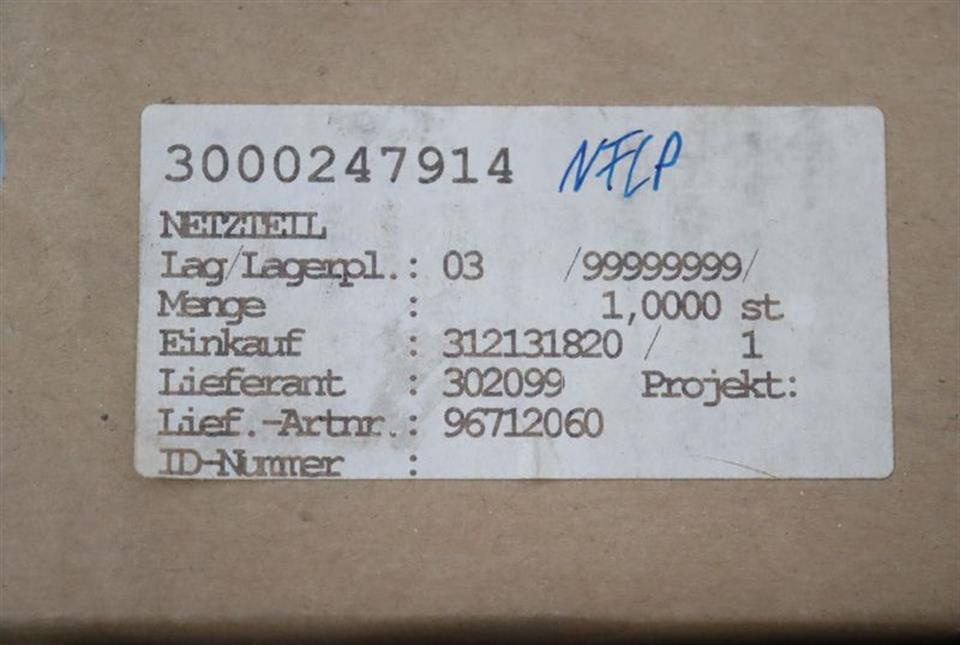 3000247914 NFLP
NETZTEIL
Lag/Lagerpl.: 03 /99999999/
Menge : 1,0000 st
Einkauf : 312131820 / 1
Lieferant : 302099 Projekt:
Lief.-Artnr.: 96712060
ID-Nummer :